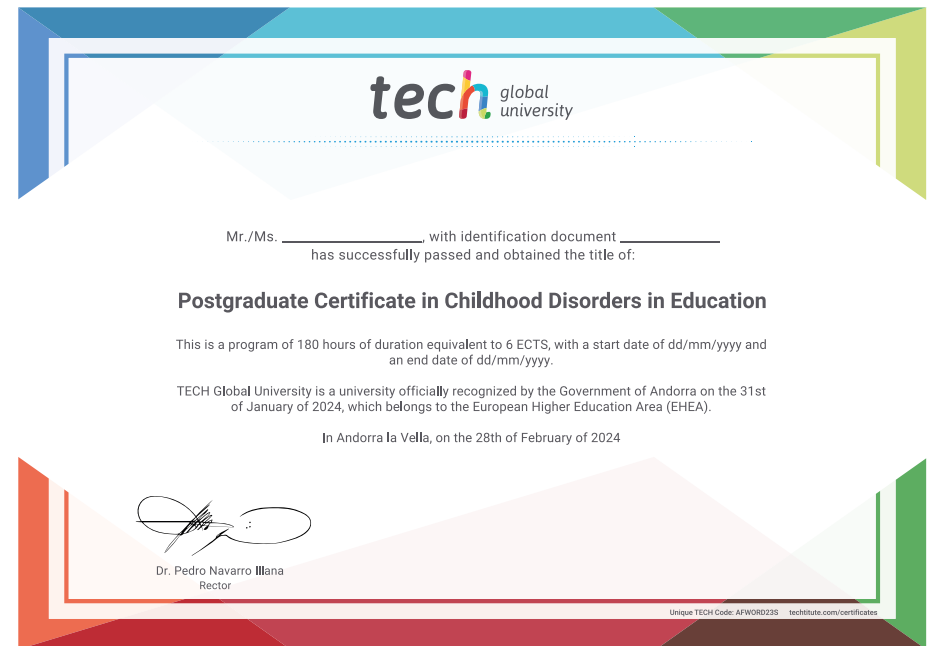 tech global
university
Mr./Ms. ____________, with identification document ____________
has successfully passed and obtained the title of:
Postgraduate Certificate in Childhood Disorders in Education
This is a program of 180 hours of duration equivalent to 6 ECTS, with a start date of dd/mm/yyyy and
an end date of dd/mm/yyyy.
TECH Global University is a university officially recognized by the Government of Andorra on the 31st
of January of 2024, which belongs to the European Higher Education Area (EHEA).
In Andorra la Vella, on the 28th of February of 2024
Dr. Pedro Navarro Illana
Rector
Unique TECH Code: AFWORD23S techtitute.com/certificates